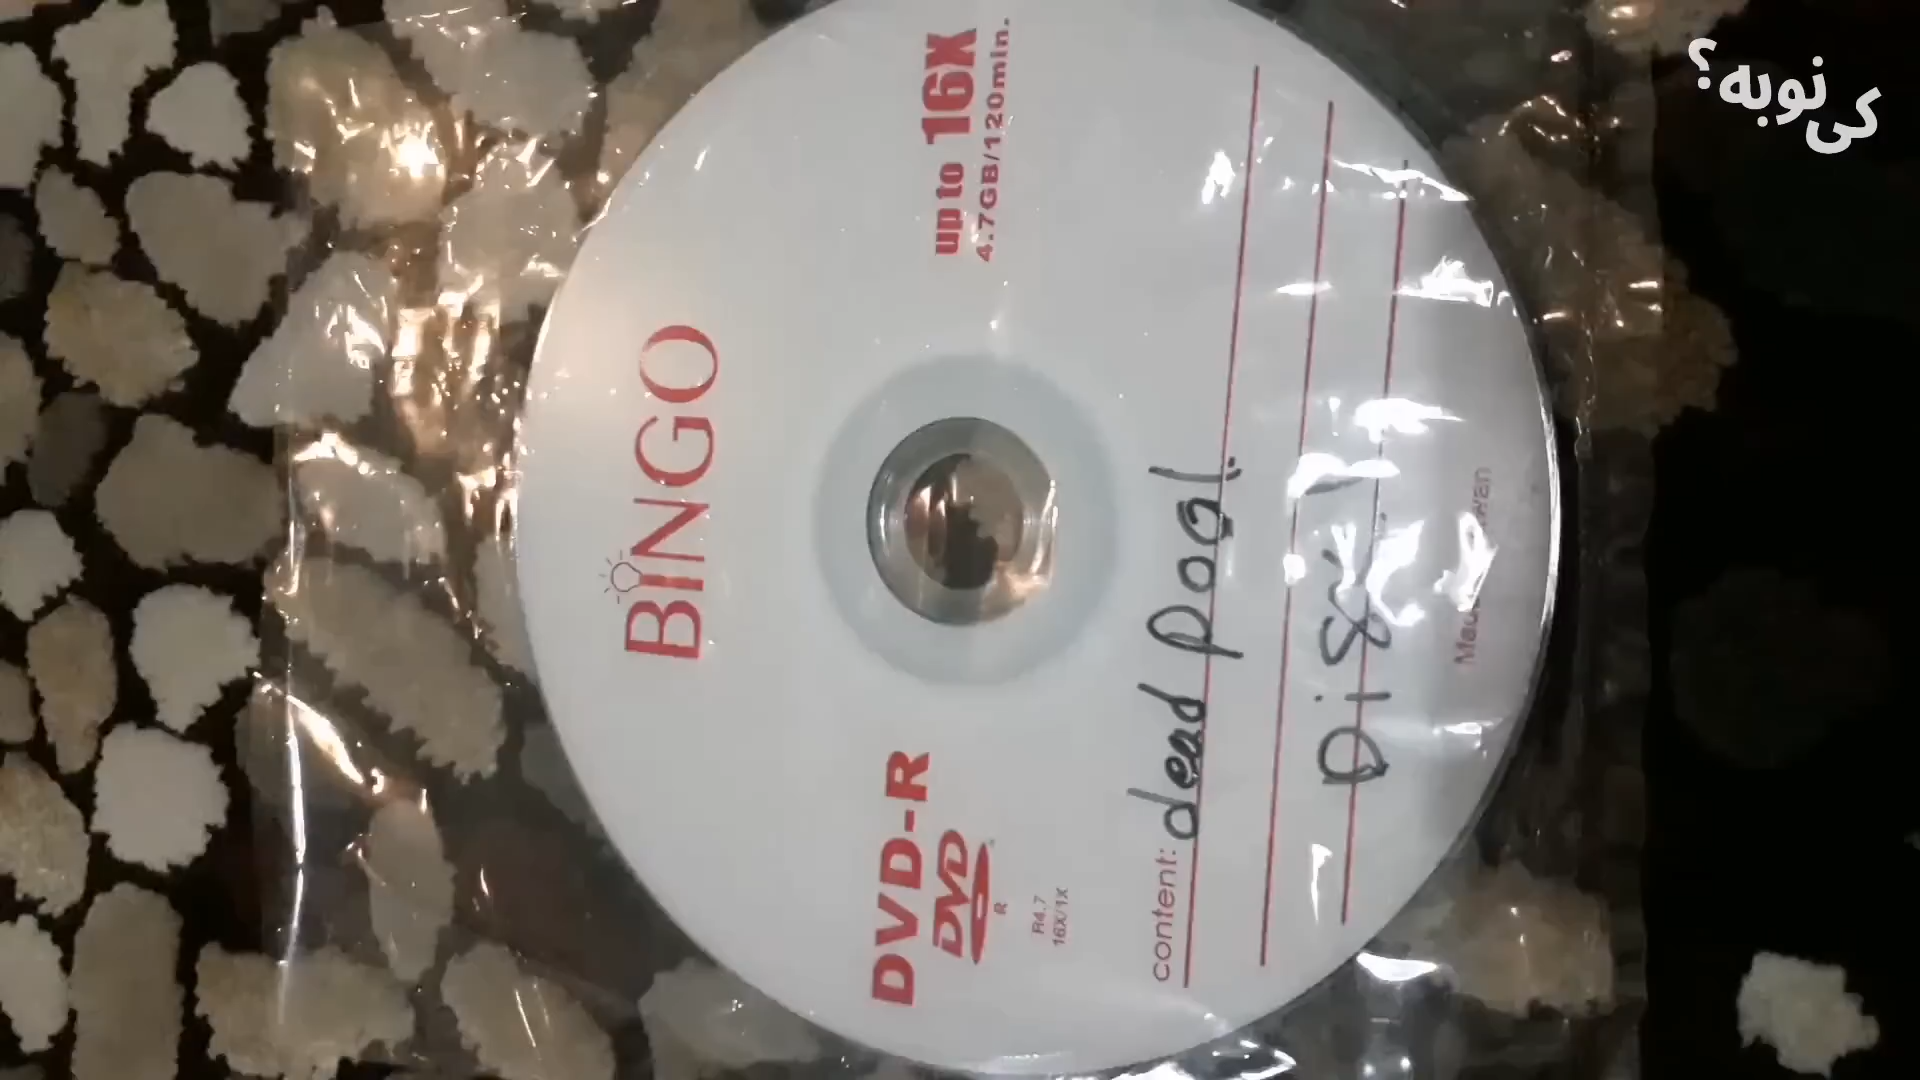 کی نوبه؟
BINGO
DVD-R
DVD
R
up to 16X
4.7GB/120min.
R4.7
16X/1X
content: dead pool.
Disk 1